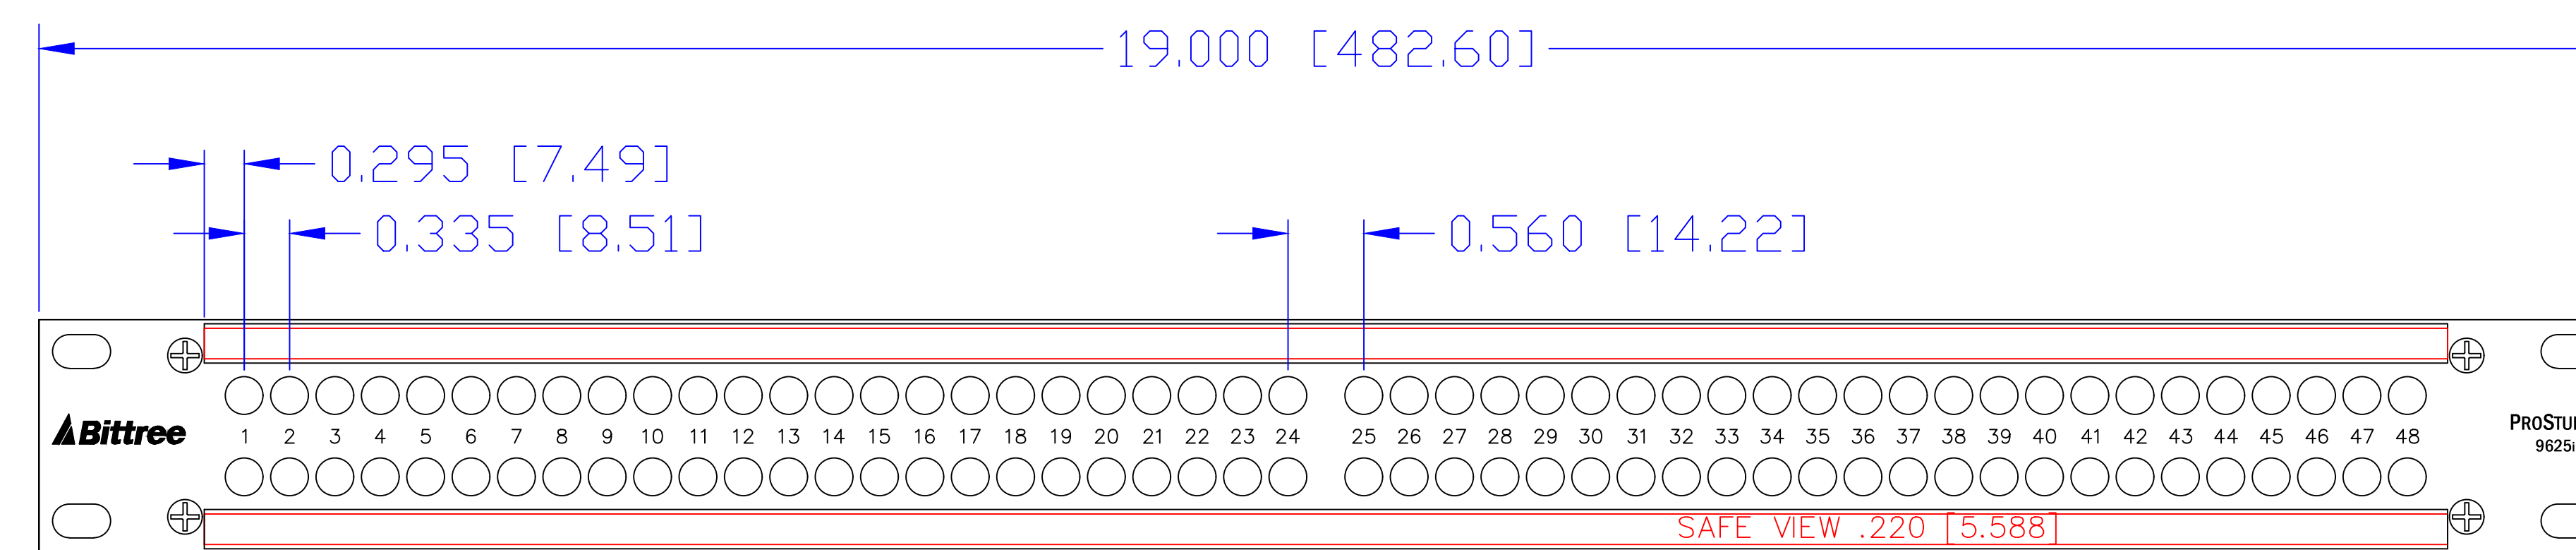 19.000 [482.60]
0.295 [7.49]
0.335 [8.51] 0.560 [14.22]
Bittree 1 2 3 4 5 6 7 8 9 10 11 12 13 14 15 16 17 18 19 20 21 22 23 24 25 26 27 28 29 30 31 32 33 34 35 36 37 38 39 40 41 42 43 44 45 46 47 48 PROSTU
9625i
SAFE VIEW .220 [5.588]